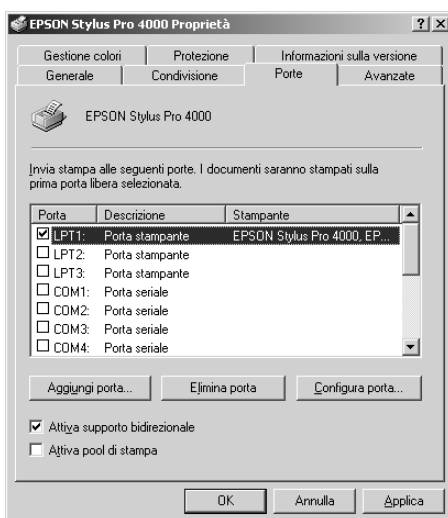 EPSON Stylus Pro 4000 Proprietà
Gestione colori Protezione Informazioni sulla versione
Generale Condivisione Porte Avanzate
EPSON Stylus Pro 4000
Invia stampa alle seguenti porte. I documenti saranno stampati sulla
prima porta libera selezionata.
Porta Descrizione Stampante
LPT1: Porta stampante EPSON Stylus Pro 4000, EP...
LPT2: Porta stampante
LPT3: Porta stampante
COM1: Porta seriale
COM2: Porta seriale
COM3: Porta seriale
COM4: Porta seriale
Aggiungi porta... Elimina porta Configura porta...
Attiva supporto bidirezionale
Attiva pool di stampa
OK Annulla Applica